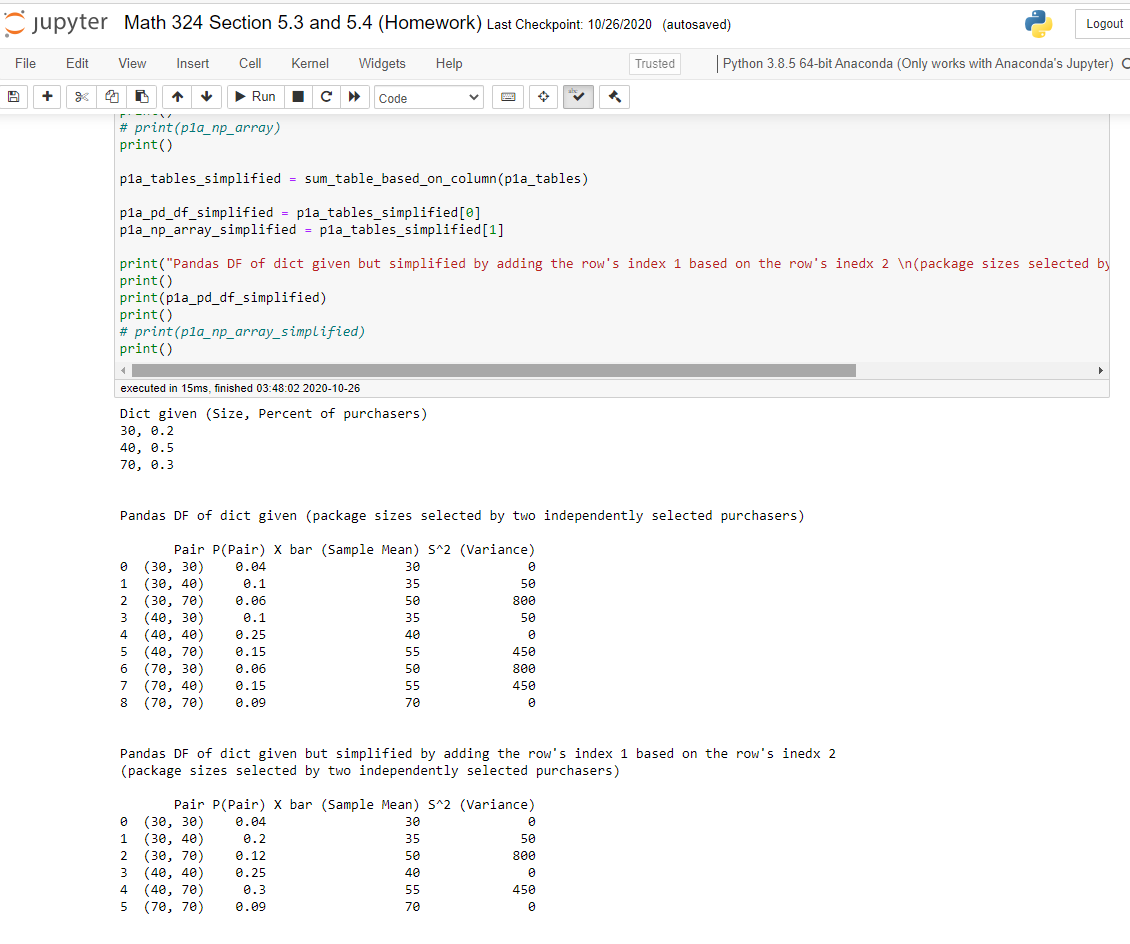 jupyter Math 324 Section 5.3 and 5.4 (Homework) Last Checkpoint: 10/26/2020 (autosaved)
Logout
File Edit View Insert Cell Kernel Widgets Help Trusted Python 3.8.5 64-bit Anaconda (Only works with Anaconda's Jupyter)
Run Code
print()
# print(p1a_np_array)
print()
p1a_tables_simplified = sum_table_based_on_column(p1a_tables)
p1a_pd_df_simplified = p1a_tables_simplified[0]
p1a_np_array_simplified = p1a_tables_simplified[1]
print("Pandas DF of dict given but simplified by adding the row's index 1 based on the row's inedx 2 \n(package sizes selected by
print()
print(p1a_pd_df_simplified)
print()
# print(p1a_np_array_simplified)
print()
executed in 15ms, finished 03:48:02 2020-10-26
Dict given (Size, Percent of purchasers)
30, 0.2
40, 0.5
70, 0.3
Pandas DF of dict given (package sizes selected by two independently selected purchasers)
Pair P(Pair) X bar (Sample Mean) S^2 (Variance)
0 (30, 30) 0.04 30 0
1 (30, 40) 0.1 35 50
2 (30, 70) 0.06 50 800
3 (40, 30) 0.1 35 50
4 (40, 40) 0.25 40 0
5 (40, 70) 0.15 55 450
6 (70, 30) 0.06 50 800
7 (70, 40) 0.15 55 450
8 (70, 70) 0.09 70 0
Pandas DF of dict given but simplified by adding the row's index 1 based on the row's inedx 2
(package sizes selected by two independently selected purchasers)
Pair P(Pair) X bar (Sample Mean) S^2 (Variance)
0 (30, 30) 0.04 30 0
1 (30, 40) 0.2 35 50
2 (30, 70) 0.12 50 800
3 (40, 40) 0.25 40 0
4 (40, 70) 0.3 55 450
5 (70, 70) 0.09 70 0